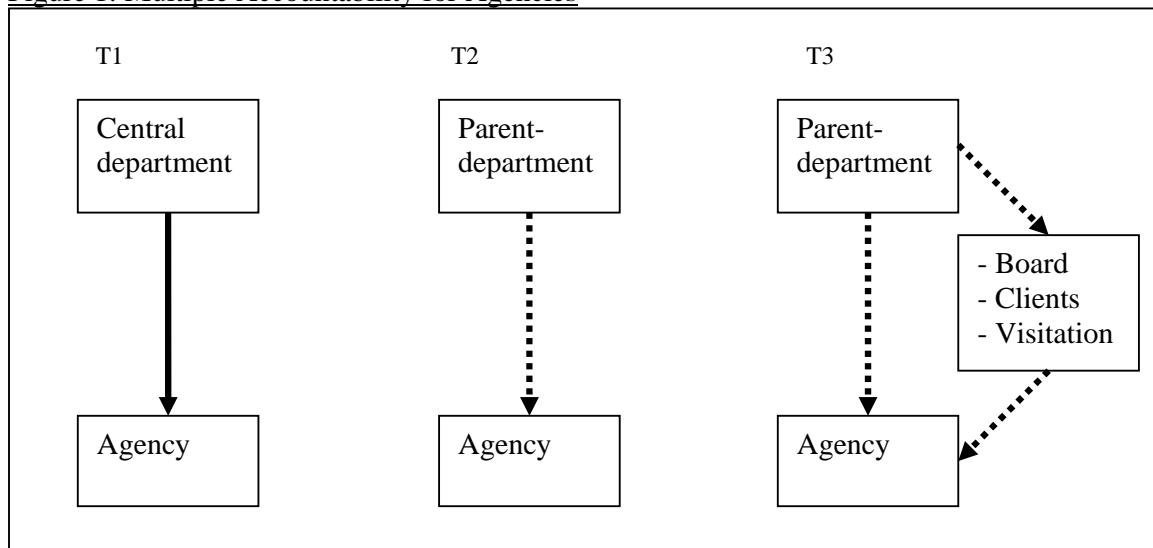 Figure 1: Multiple Accountability for Agencies
T1
T2
T3
Central
department
Parent-
department
Parent-
department
- Board
- Clients
- Visitation
Agency
Agency
Agency